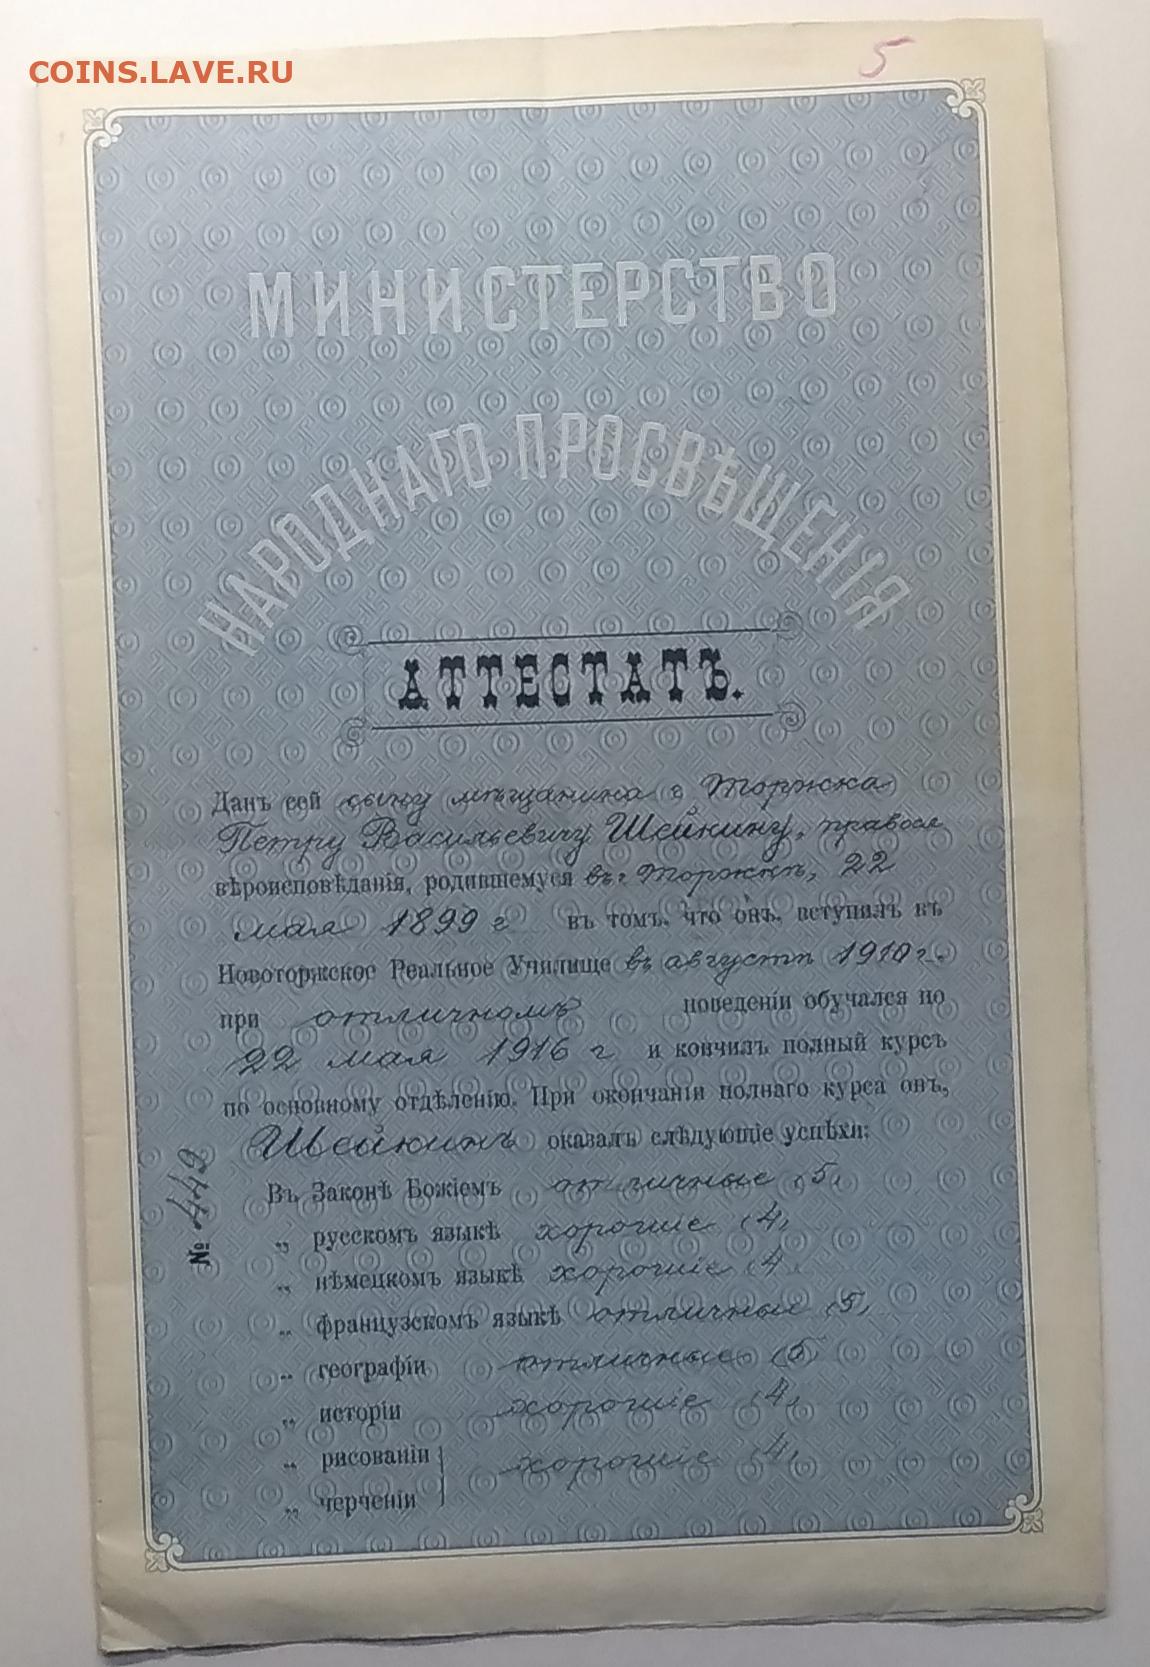 COINS.LAVE.RU
5
МИНИСТЕРСТВО
НАРОДНАГО ПРОСВѢЩЕНІЯ
АТТЕСТАТЪ.
Данъ сей сыну мѣщанина г. Торжка
Петру Васильевичу Шейкину, правосл.
вѣроисповѣданія, родившемуся въ г. Торжкѣ, 22
мая 1899 г въ томъ, что онъ, вступилъ въ
Новоторжское Реальное Училище въ августѣ 1910 г.
при отличномъ поведеніи обучался по
22 мая 1916 г и кончилъ полный курсъ
по основному отдѣленію. При окончаніи полнаго курса онъ,
Шейкинъ оказалъ слѣдующіе успѣхи:
Въ Законѣ Божіемъ отличные (5)
„ русскомъ языкѣ хорошіе (4)
„ нѣмецкомъ языкѣ хорошіе (4)
„ французскомъ языкѣ отличные (5)
„ географіи отличные (5)
„ исторіи хорошіе (4)
„ рисованіи
„ черченіи хорошіе (4)
№ 449